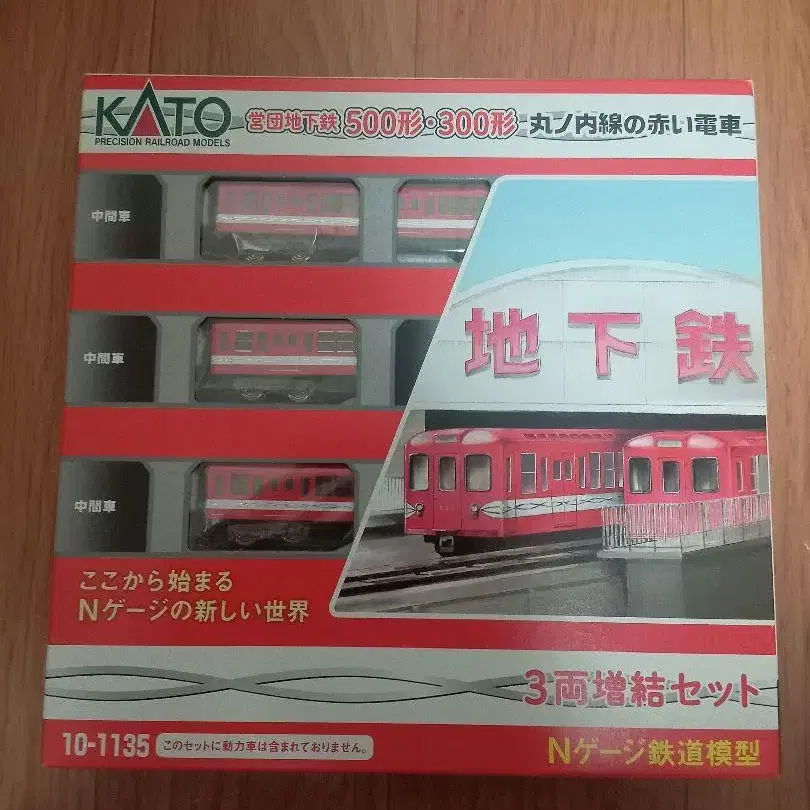 KATO
PRECISION RAILROAD MODELS
営団地下鉄 500形・300形 丸ノ内線の赤い電車
中間車
地下鉄
中間車
中間車
ここから始まる
Nゲージの新しい世界
3両増結セット
10-1135 このセットに動力車は含まれておりません。
Nゲージ鉄道模型